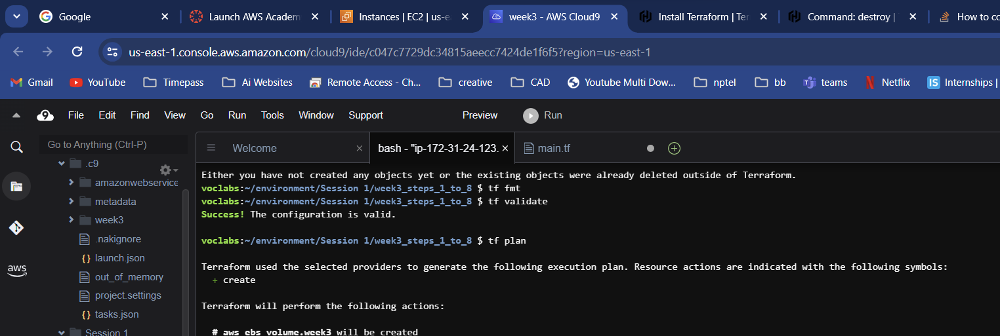 Google
Launch AWS Academ
Instances | EC2 | us-e
week3 - AWS Cloud9
Install Terraform | Ter
Command: destroy |
How to co
us-east-1.console.aws.amazon.com/cloud9/ide/c047c7729dc34815aeecc7424de1f6f5?region=us-east-1
Gmail
YouTube
Timepass
Ai Websites
Remote Access - Ch...
creative
CAD
Youtube Multi Dow...
nptel
bb
teams
Netflix
IS
Internships |
9
File
Edit
Find
View
Go
Run
Tools
Window
Support
Preview
Run
Go to Anything (Ctrl-P)
Welcome
bash - "ip-172-31-24-123.
main.tf
.c9
amazonwebservice
metadata
week3
.nakignore
{} launch.json
out_of_memory
project.settings
{} tasks.json
Session 1
aws
Either you have not created any objects yet or the existing objects were already deleted outside of Terraform.
voclabs:~/environment/Session 1/week3_steps_1_to_8 $ tf fmt
voclabs:~/environment/Session 1/week3_steps_1_to_8 $ tf validate
Success! The configuration is valid.
voclabs:~/environment/Session 1/week3_steps_1_to_8 $ tf plan
Terraform used the selected providers to generate the following execution plan. Resource actions are indicated with the following symbols:
+ create
Terraform will perform the following actions:
# aws_ebs_volume.week3 will be created